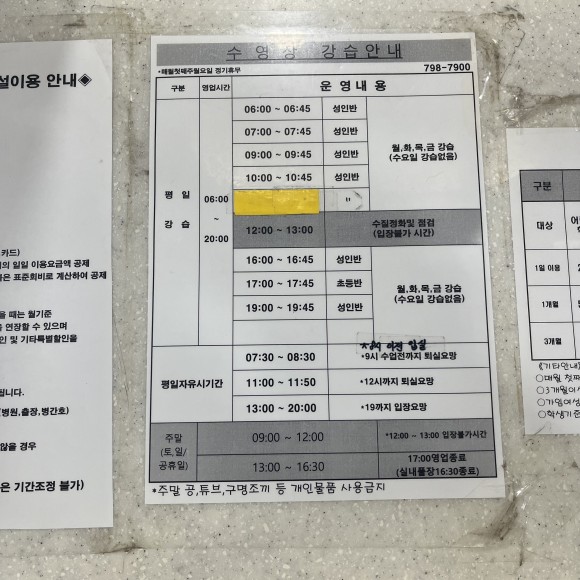 설이용 안내◈
카드)
의 일일 이용요금액 공제
불은 표준회비로 계산하여 공제
을 때는 월기준
을 연장할 수 있으며
인 및 기타특별할인을
됩니다.
(병원,출장,병간호)
않을 경우
은 기간조정 불가)
수 영 장 강 습 안 내
*매월첫째주월요일 정기휴무
798-7900
구분 영업시간 운 영 내 용
평 일
강 습
06:00
~
20:00
06:00 ~ 06:45 성인반
07:00 ~ 07:45 성인반
09:00 ~ 09:45 성인반
10:00 ~ 10:45 성인반
"
월,화,목,금 강습
(수요일 강습없음)
12:00 ~ 13:00
수질정화및 점검
(입장불가 시간)
16:00 ~ 16:45 성인반
17:00 ~ 17:45 초등반
19:00 ~ 19:45 성인반
월,화,목,금 강습
(수요일 강습없음)
평일자유시기간
*8시 이전 입실
07:30 ~ 08:30 *9시 수업전까지 퇴실요망
11:00 ~ 11:50 *12시까지 퇴실요망
13:00 ~ 20:00 *19까지 입장요망
주말
(토,일/
공휴일)
09:00 ~ 12:00 *12:00 ~ 13:00 입장불가시간
13:00 ~ 16:30
17:00영업종료
(실내풀장16:30종료)
*주말 공,튜브,구명조끼 등 개인물품 사용금지
구분
대상
1일 이용
1개월
3개월
《기타안내》
○매월 첫째
○3개월이
○가임여성
○학생기준